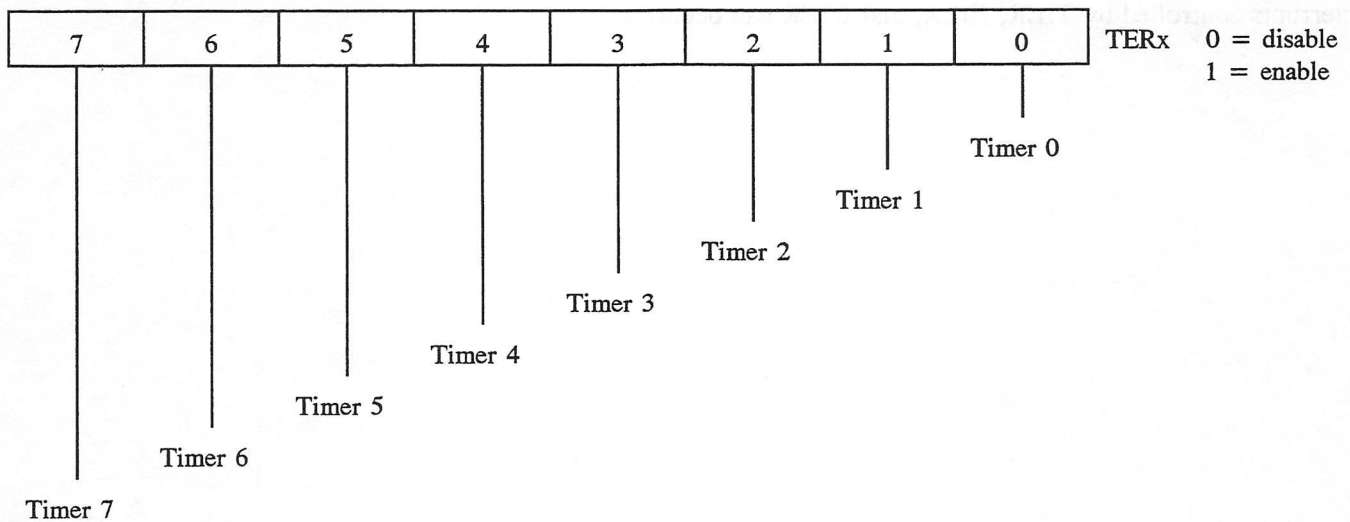 7 6 5 4 3 2 1 0 TERx 0 = disable
1 = enable
Timer 0
Timer 1
Timer 2
Timer 3
Timer 4
Timer 5
Timer 6
Timer 7